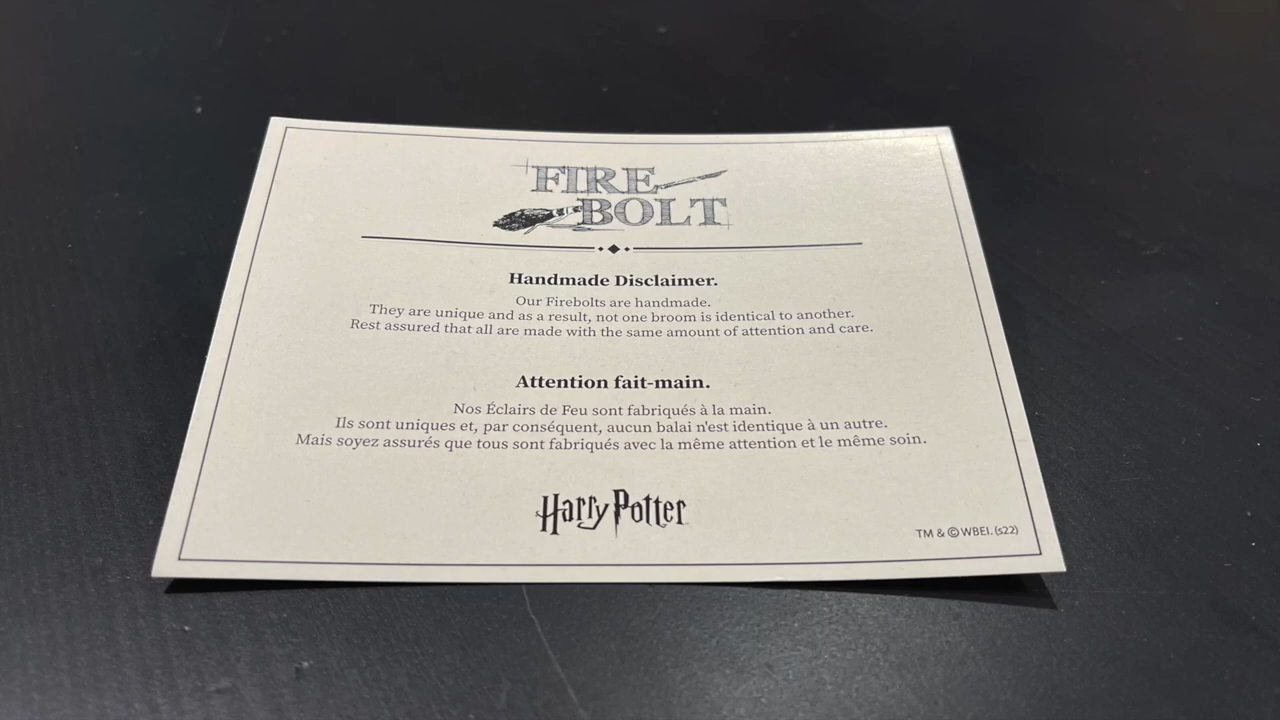 FIRE
BOLT
Handmade Disclaimer.
Our Firebolts are handmade.
They are unique and as a result, not one broom is identical to another.
Rest assured that all are made with the same amount of attention and care.
Attention fait-main.
Nos Éclairs de Feu sont fabriqués à la main.
Ils sont uniques et, par conséquent, aucun balai n'est identique à un autre.
Mais soyez assurés que tous sont fabriqués avec la même attention et le même soin.
Harry Potter
TM & © WBEI. (s22)